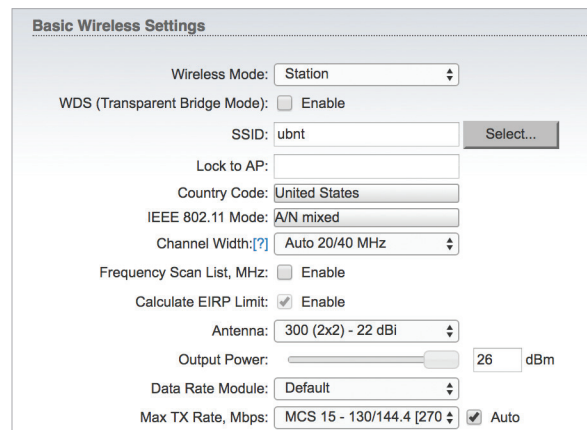 Basic Wireless Settings
Wireless Mode: Station
WDS (Transparent Bridge Mode): Enable
SSID: ubnt Select...
Lock to AP:
Country Code: United States
IEEE 802.11 Mode: A/N mixed
Channel Width:[?] Auto 20/40 MHz
Frequency Scan List, MHz: Enable
Calculate EIRP Limit: Enable
Antenna: 300 (2x2) - 22 dBi
Output Power: 26 dBm
Data Rate Module: Default
Max TX Rate, Mbps: MCS 15 - 130/144.4 [270 Auto